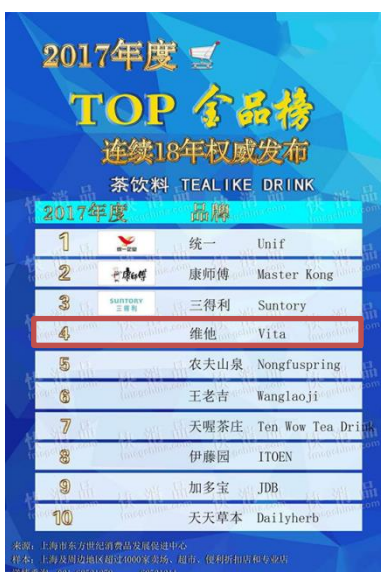 2017年度
TOP 金品榜
连续18年权威发布
茶饮料 TEALIKE DRINK
2017年度 品牌
1 统一 Unif
2 康师傅 康师傅 Master Kong
3 SUNTORY 三得利 三得利 Suntory
4 维他 Vita
5 农夫山泉 Nongfuspring
6 王老吉 Wanglaoji
7 天喔茶庄 Ten Wow Tea Drink
8 伊藤园 ITOEN
9 加多宝 JDB
10 天天草本 Dailyherb
来源：上海市东方世纪消费品发展促进中心
样本：上海及周边地区超过4000家卖场、超市、便利折扣店和专业店